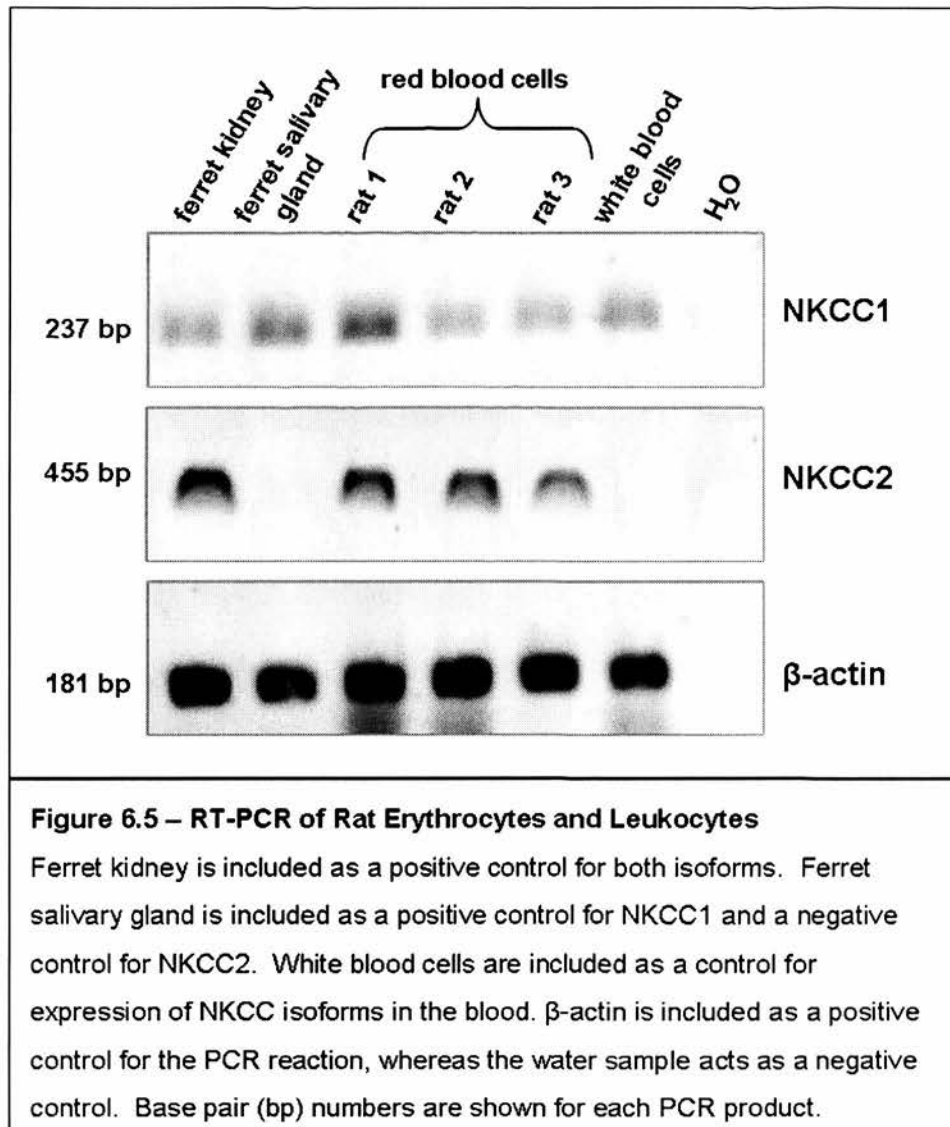 red blood cells
ferret kidney
ferret salivary
gland
rat 1
rat 2
rat 3
white blood
cells
H₂O
237 bp
NKCC1
455 bp
NKCC2
181 bp
β-actin
Figure 6.5 – RT-PCR of Rat Erythrocytes and Leukocytes
Ferret kidney is included as a positive control for both isoforms. Ferret
salivary gland is included as a positive control for NKCC1 and a negative
control for NKCC2. White blood cells are included as a control for
expression of NKCC isoforms in the blood. β-actin is included as a positive
control for the PCR reaction, whereas the water sample acts as a negative
control. Base pair (bp) numbers are shown for each PCR product.